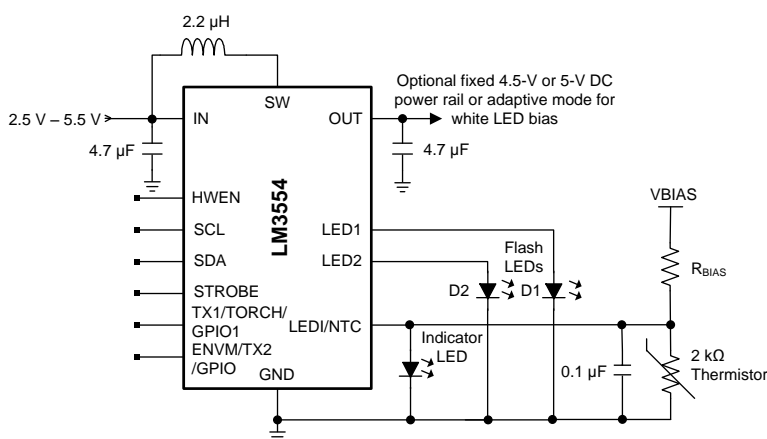 2.2 µH
Optional fixed 4.5-V or 5-V DC
power rail or adaptive mode for
white LED bias
2.5 V – 5.5 V
SW
IN
OUT
4.7 µF
4.7 µF
LM3554
HWEN
SCL
SDA
STROBE
TX1/TORCH/
GPIO1
ENVM/TX2
/GPIO
GND
LED1
LED2
LEDI/NTC
Flash
LEDs
D2
D1
Indicator
LED
0.1 µF
VBIAS
RBIAS
2 kΩ
Thermistor